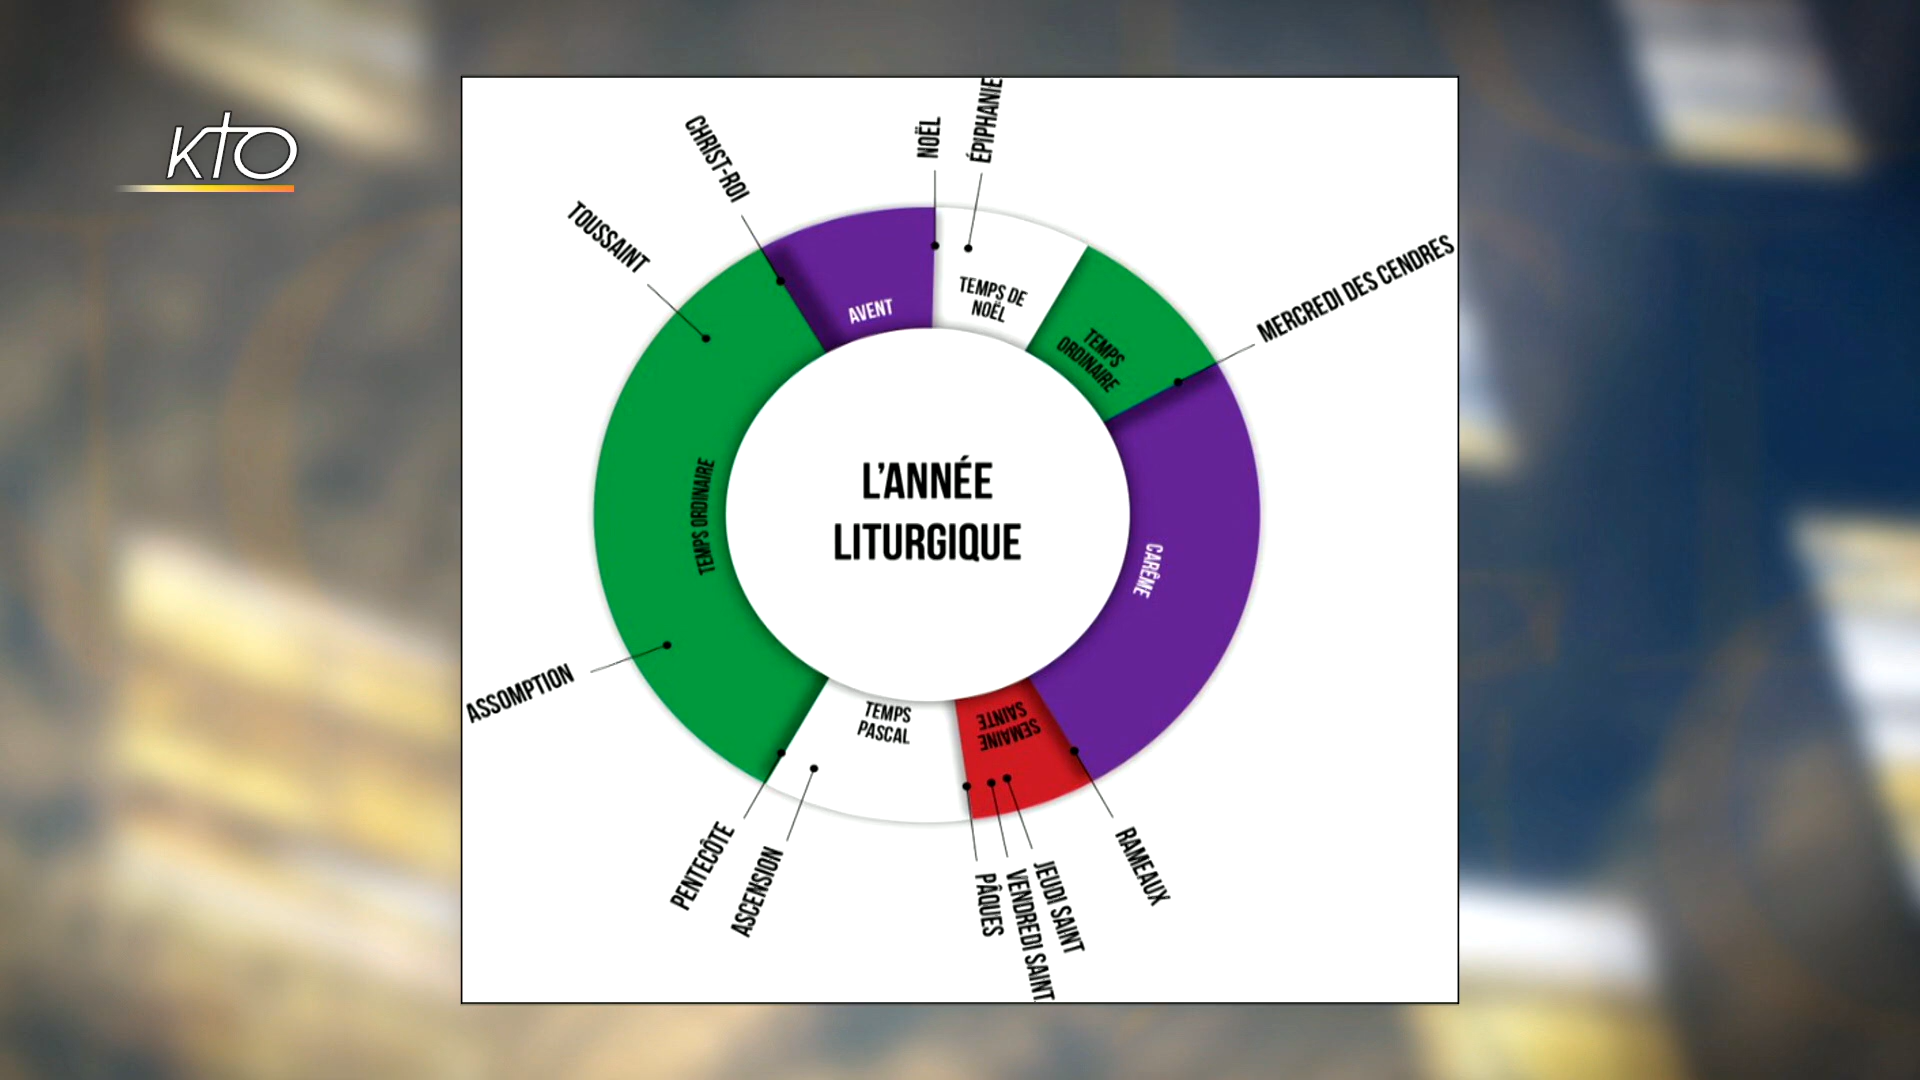 KTO
CHRIST-ROI
NOËL
ÉPIPHANIE
TOUSSAINT
MERCREDI DES CENDRES
AVENT
TEMPS DE
NOËL
TEMPS
ORDINAIRE
L'ANNÉE
LITURGIQUE
TEMPS ORDINAIRE
CARÊME
ASSOMPTION
TEMPS
PASCAL
SEMAINE
SAINTE
PENTECÔTE
ASCENSION
PÂQUES
VENDREDI SAINT
JEUDI SAINT
RAMEAUX